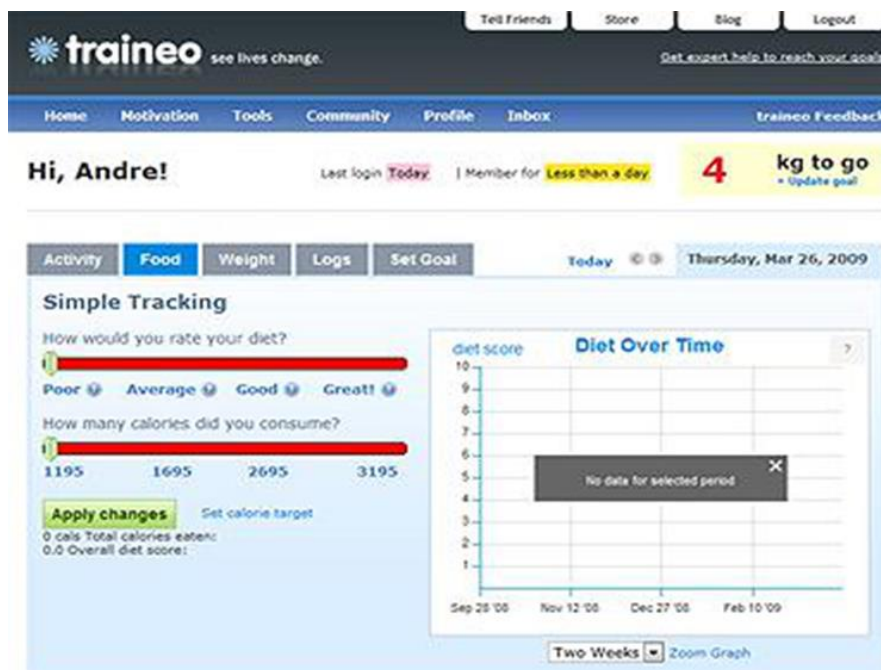 Tell Friends Store Blog Logout
traineo see lives change.
Get expert help to reach your goals
Home Motivation Tools Community Profile Inbox traineo Feedback
Hi, Andre!
Last login Today | Member for Less than a day
4 kg to go
Update goal
Activity Food Weight Logs Set Goal
Today Thursday, Mar 26, 2009
Simple Tracking
How would you rate your diet?
Poor ? Average ? Good ? Great! ?
How many calories did you consume?
1195 1695 2695 3195
Apply changes Set calorie target
0 cals Total calories eaten:
0.0 Overall diet score:
diet score Diet Over Time ?
10
9
8
7
6
5
4
3
2
1
No data for selected period X
Sep 28 '08 Nov 12 '08 Dec 27 '08 Feb 10 '09
Two Weeks Zoom Graph